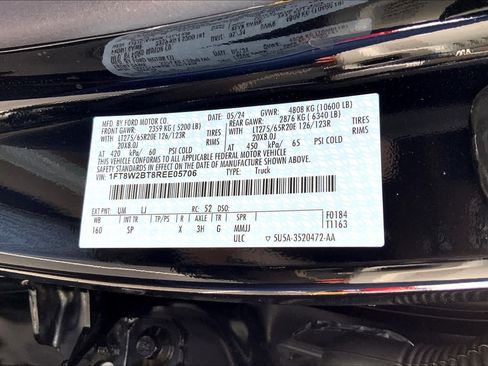 MFD. BY FORD MOTOR CO. 05/24 4808 KG (10600 LB)
FRONT GAWR: 2359 KG (5200 LB) REAR GAWR: 2876 KG (6340 LB)
LT275/65R20E 126/123R TIRES LT275/65R20E 126/123R TIRES
20X8.0J RIMS 20X8.0J RIMS
AT 420 kPa/ 60 PSI COLD AT 450 kPa/ 65 PSI COLD
THIS VEHICLE CONFORMS TO ALL APPLICABLE FEDERAL MOTOR VEHICLE
SAFETY STANDARDS IN EFFECT ON THE DATE OF MANUFACTURE SHOWN ABOVE.
VIN: 1FT8W2BT8REE05706
TYPE: Truck
EXT PNT: UM LJ RC: 52 DSO: F0184
WB INT TR TP/PS R AXLE TR SPR T1163
160 SP X 3H G MMJJ
ULC SU5A-3520472-AA